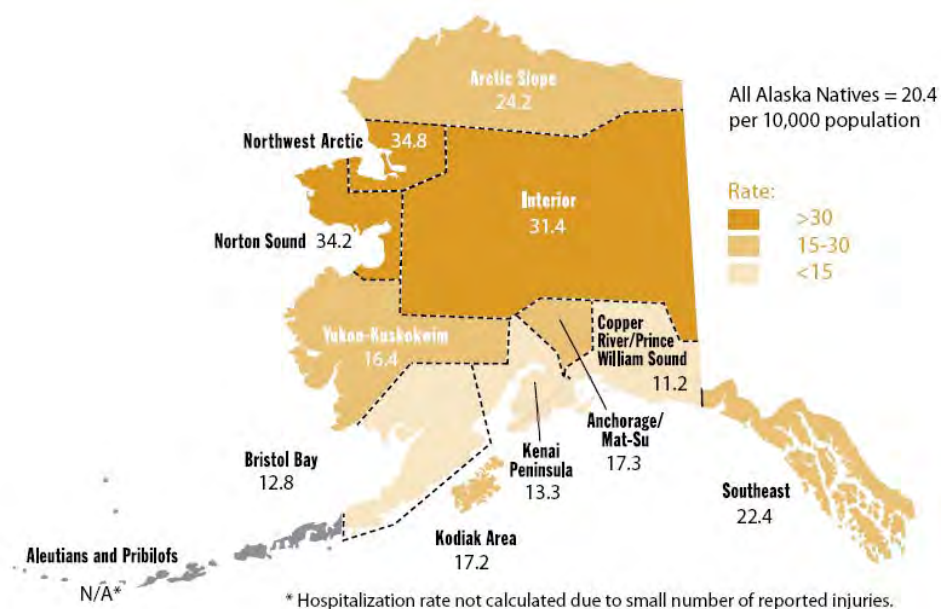 Arctic Slope
24.2
All Alaska Natives = 20.4
per 10,000 population
Northwest Arctic
34.8
Rate:
>30
15-30
<15
Interior
31.4
Norton Sound 34.2
Yukon-Kuskokwim
16.4
Copper
River/Prince
William Sound
11.2
Anchorage/
Mat-Su
17.3
Kenai
Peninsula
13.3
Bristol Bay
12.8
Southeast
22.4
Kodiak Area
17.2
Aleutians and Pribilofs
N/A*
* Hospitalization rate not calculated due to small number of reported injuries.